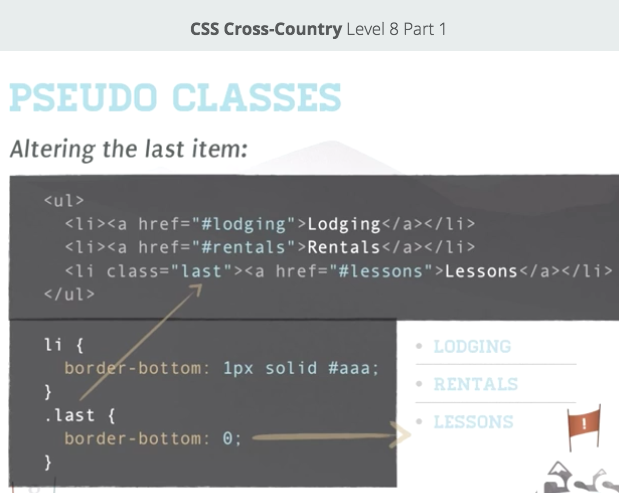 CSS Cross-Country Level 8 Part 1
PSEUDO CLASSES
Altering the last item:
<ul>
<li><a href="#lodging">Lodging</a></li>
<li><a href="#rentals">Rentals</a></li>
<li class="last"><a href="#lessons">Lessons</a></li>
</ul>
li {
border-bottom: 1px solid #aaa;
}
.last {
border-bottom: 0;
}
• LODGING
• RENTALS
• LESSONS
!